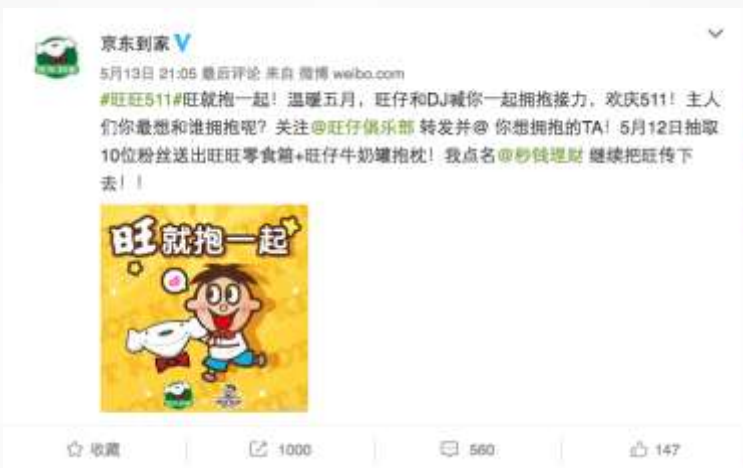 京东到家
5月13日 21:05 最后评论 来自 微博 weibo.com
#旺旺511#旺就抱一起！温暖五月，旺仔和DJ喊你一起拥抱接力，欢庆511！主人
们你最想和谁拥抱呢？关注@旺仔俱乐部 转发并@ 你想拥抱的TA！5月12日抽取
10位粉丝送出旺旺零食箱+旺仔牛奶罐抱枕！我点名@秒钱理财 继续把旺传下
去！！
旺就抱一起
收藏
1000
560
147